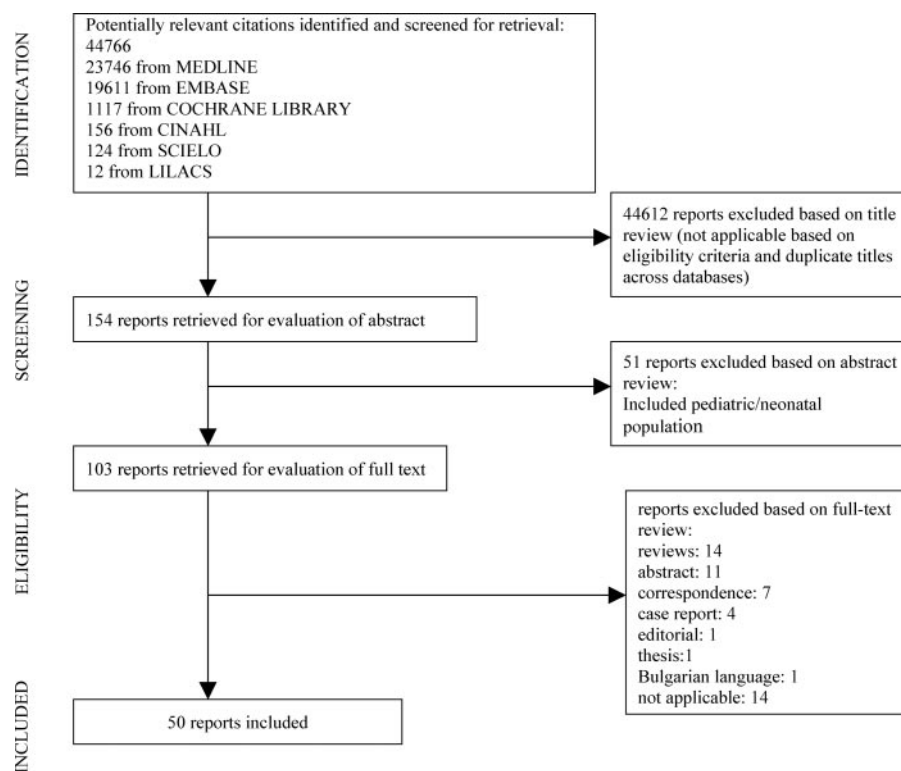 IDENTIFICATION
Potentially relevant citations identified and screened for retrieval:
44766
23746 from MEDLINE
19611 from EMBASE
1117 from COCHRANE LIBRARY
156 from CINAHL
124 from SCIELO
12 from LILACS
44612 reports excluded based on title
review (not applicable based on
eligibility criteria and duplicate titles
across databases)
SCREENING
154 reports retrieved for evaluation of abstract
51 reports excluded based on abstract
review:
Included pediatric/neonatal
population
103 reports retrieved for evaluation of full text
ELIGIBILITY
reports excluded based on full-text
review:
reviews: 14
abstract: 11
correspondence: 7
case report: 4
editorial: 1
thesis:1
Bulgarian language: 1
not applicable: 14
INCLUDED
50 reports included